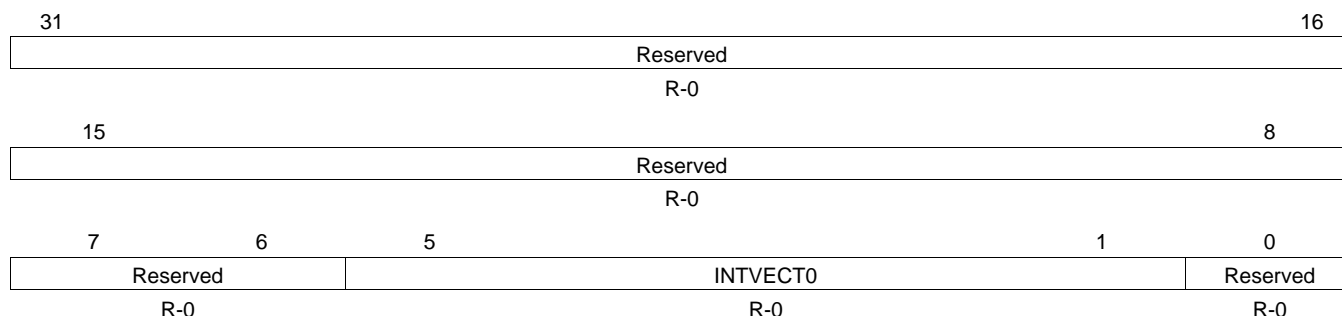 31 16
Reserved
R-0
15 8
Reserved
R-0
7 6 5 1 0
Reserved INTVECT0 Reserved
R-0 R-0 R-0